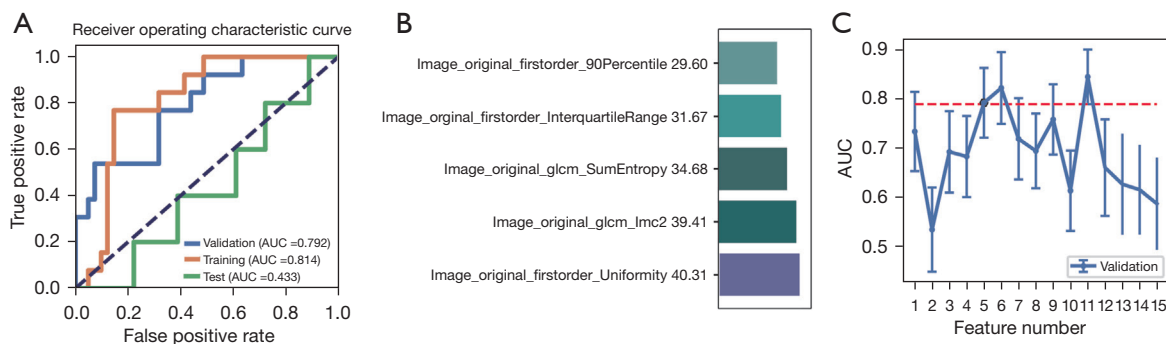 A
Receiver operating characteristic curve
True positive rate
1.0
0.8
0.6
0.4
0.2
0.0
Validation (AUC =0.792)
Training (AUC =0.814)
Test (AUC =0.433)
0.0 0.2 0.4 0.6 0.8 1.0
False positive rate
B
Image_original_firstorder_90Percentile 29.60
Image_orginal_firstorder_InterquartileRange 31.67
Image_original_glcm_SumEntropy 34.68
Image_original_glcm_Imc2 39.41
Image_original_firstorder_Uniformity 40.31
C
AUC
0.9
0.8
0.7
0.6
0.5
Validation
1 2 3 4 5 6 7 8 9 10 11 12 13 14 15
Feature number